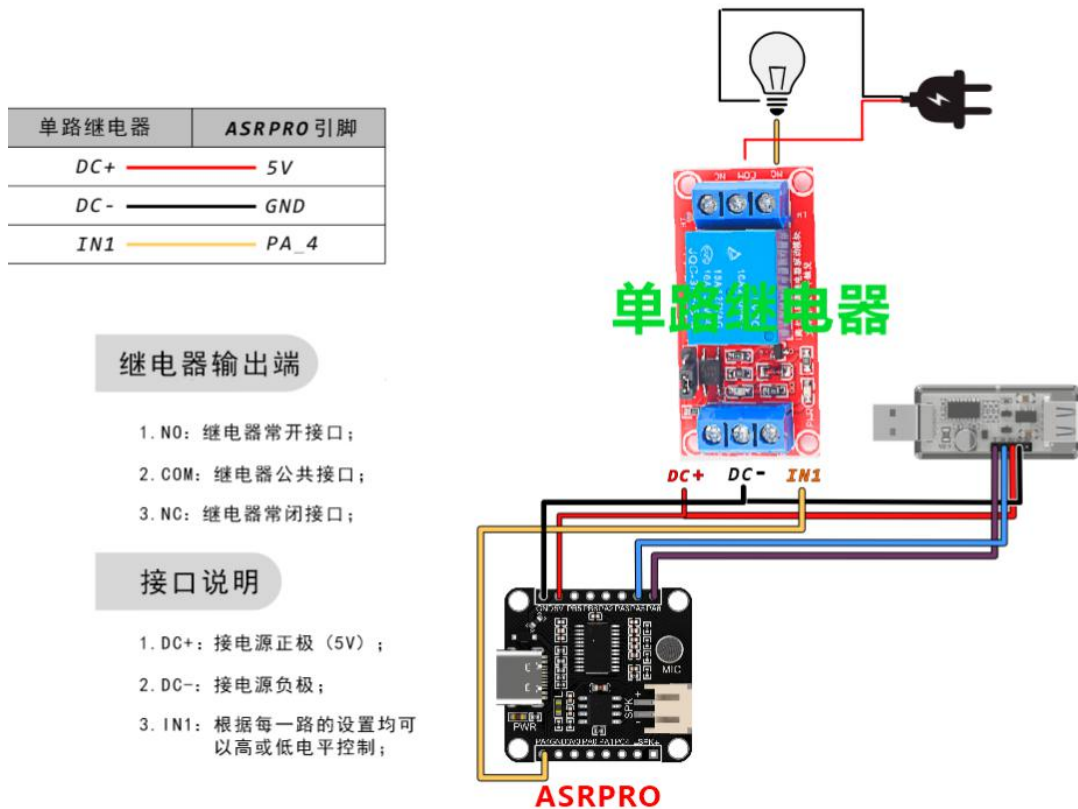 单路继电器 ASRPRO引脚
DC+ 5V
DC- GND
IN1 PA_4
继电器输出端
1.NO：继电器常开接口；
2.COM：继电器公共接口；
3.NC：继电器常闭接口；
接口说明
1.DC+：接电源正极（5V）；
2.DC-：接电源负极；
3.IN1：根据每一路的设置均可
以高或低电平控制；
NC COM
单路继电器
PWR
DC+ DC- IN1
MIC
SPK + -
PWR
ASRPRO